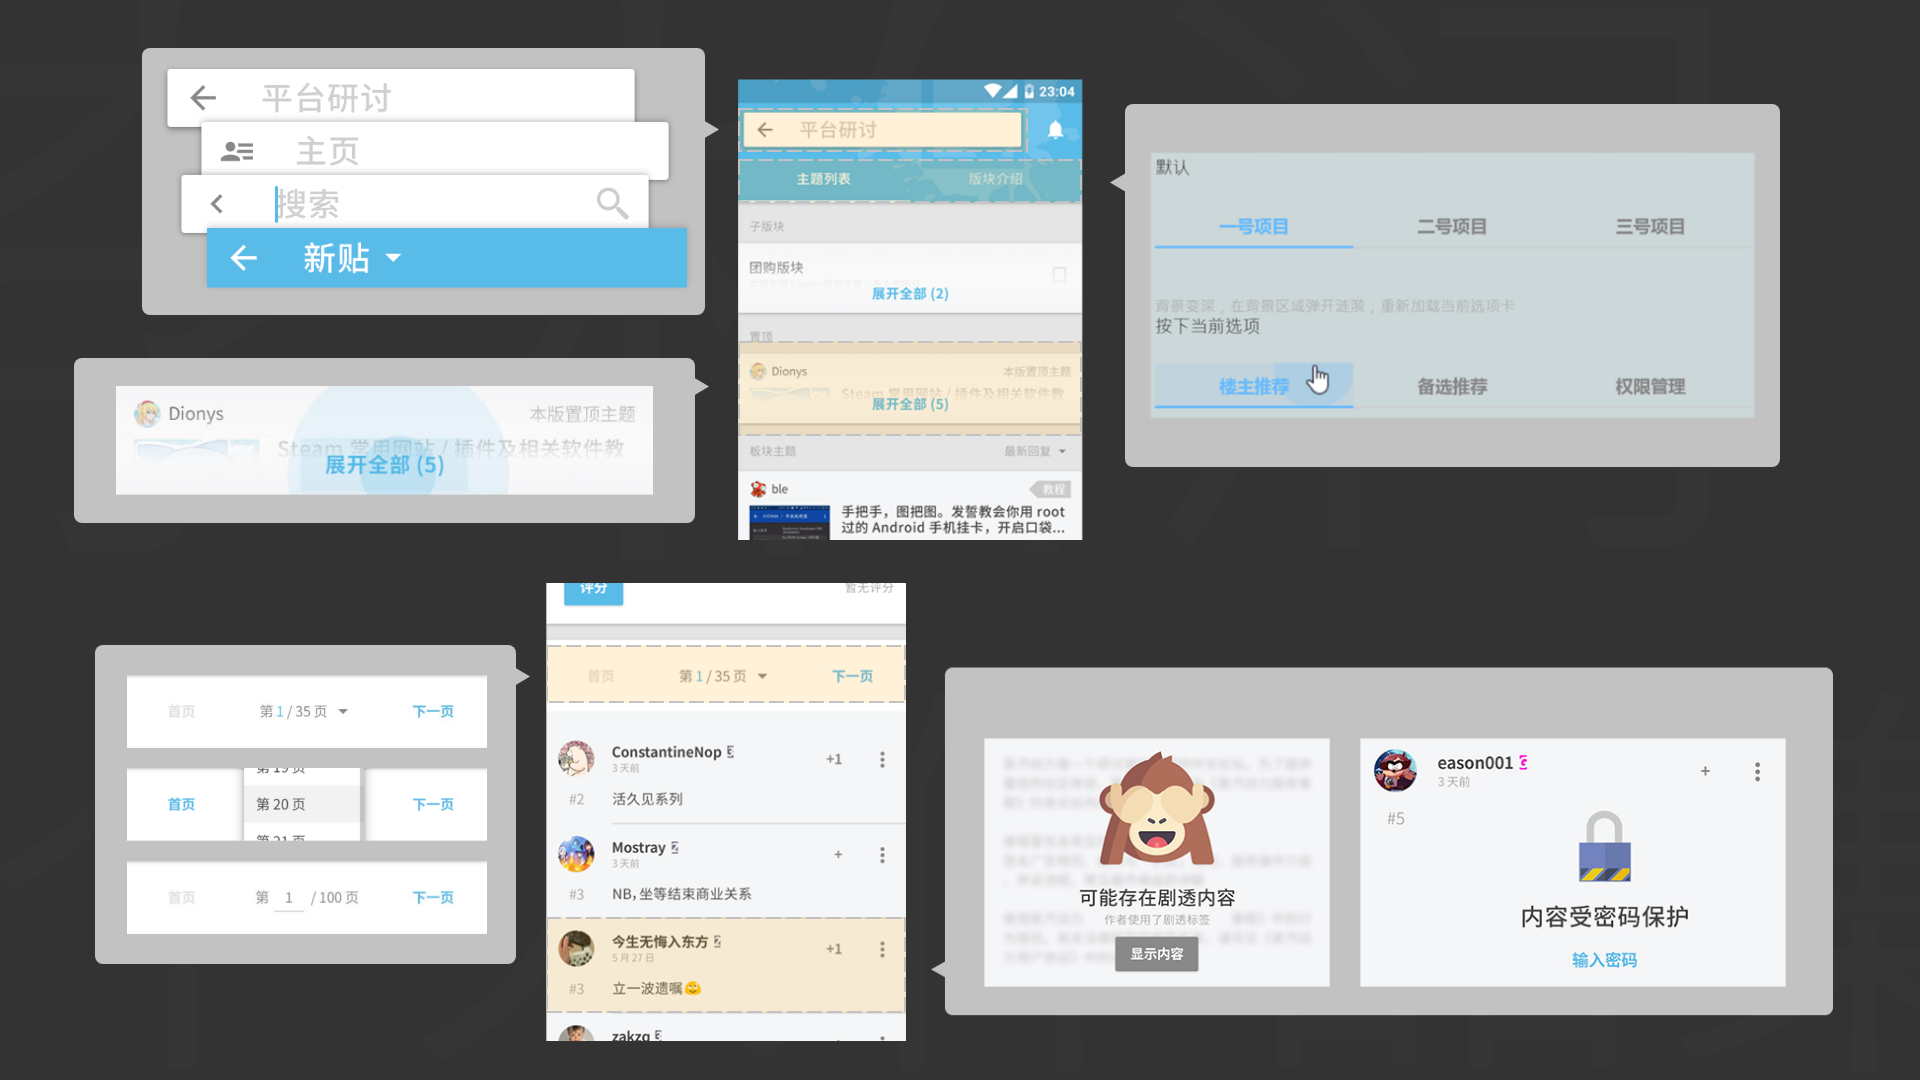 平台研讨
主页
搜索
新贴
Dionys
本版置顶主题
Steam 常用网站 / 插件及相关软件教
展开全部 (5)
23:04
平台研讨
主题列表
版块介绍
子版块
团购版块
展开全部 (2)
置顶
Dionys
本版置顶主题
Steam 常用网站 / 插件及相关软件教
展开全部 (5)
板块主题
最新回复
ble
教程
手把手，图把图。发誓教会你用 root
过的 Android 手机挂卡，开启口袋...
默认
一号项目
二号项目
三号项目
背景变深；在背景区域弹开涟漪；重新加载当前选项卡
按下当前选项
楼主推荐
备选推荐
权限管理
首页
第 1 / 35 页
下一页
第 19 页
首页
第 20 页
下一页
第 21 页
首页
第 1 / 100 页
下一页
评分
暂无评分
首页
第 1 / 35 页
下一页
ConstantineNop
3 天前
+1
#2
活久见系列
Mostray
3 天前
+
#3
NB，坐等结束商业关系
今生无悔入东方
5 月 27 日
+1
#3
立一波遗嘱
zakzg
可能存在剧透内容
作者使用了剧透标签
显示内容
eason001
3 天前
+
#5
内容受密码保护
输入密码